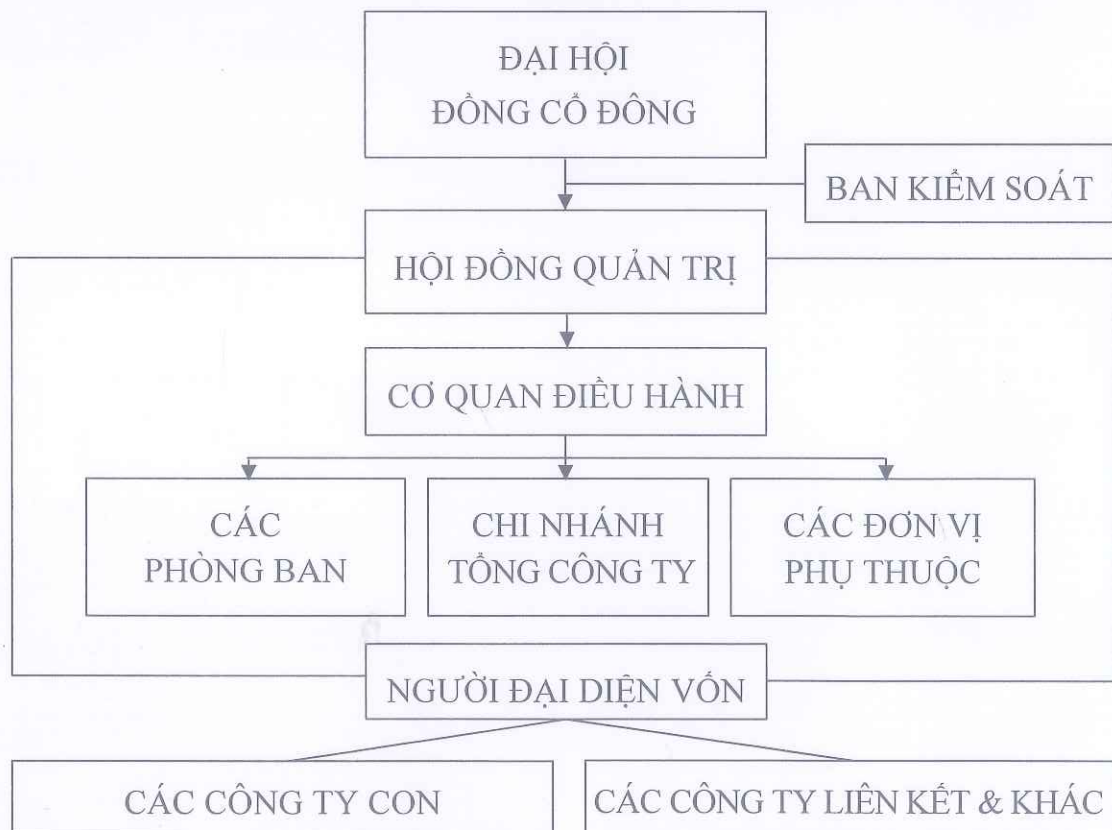 ĐẠI HỘI
ĐỒNG CỔ ĐÔNG
BAN KIỂM SOÁT
HỘI ĐỒNG QUẢN TRỊ
CƠ QUAN ĐIỀU HÀNH
CÁC
PHÒNG BAN
CHI NHÁNH
TỔNG CÔNG TY
CÁC ĐƠN VỊ
PHỤ THUỘC
NGƯỜI ĐẠI DIỆN VỐN
CÁC CÔNG TY CON
CÁC CÔNG TY LIÊN KẾT & KHÁC